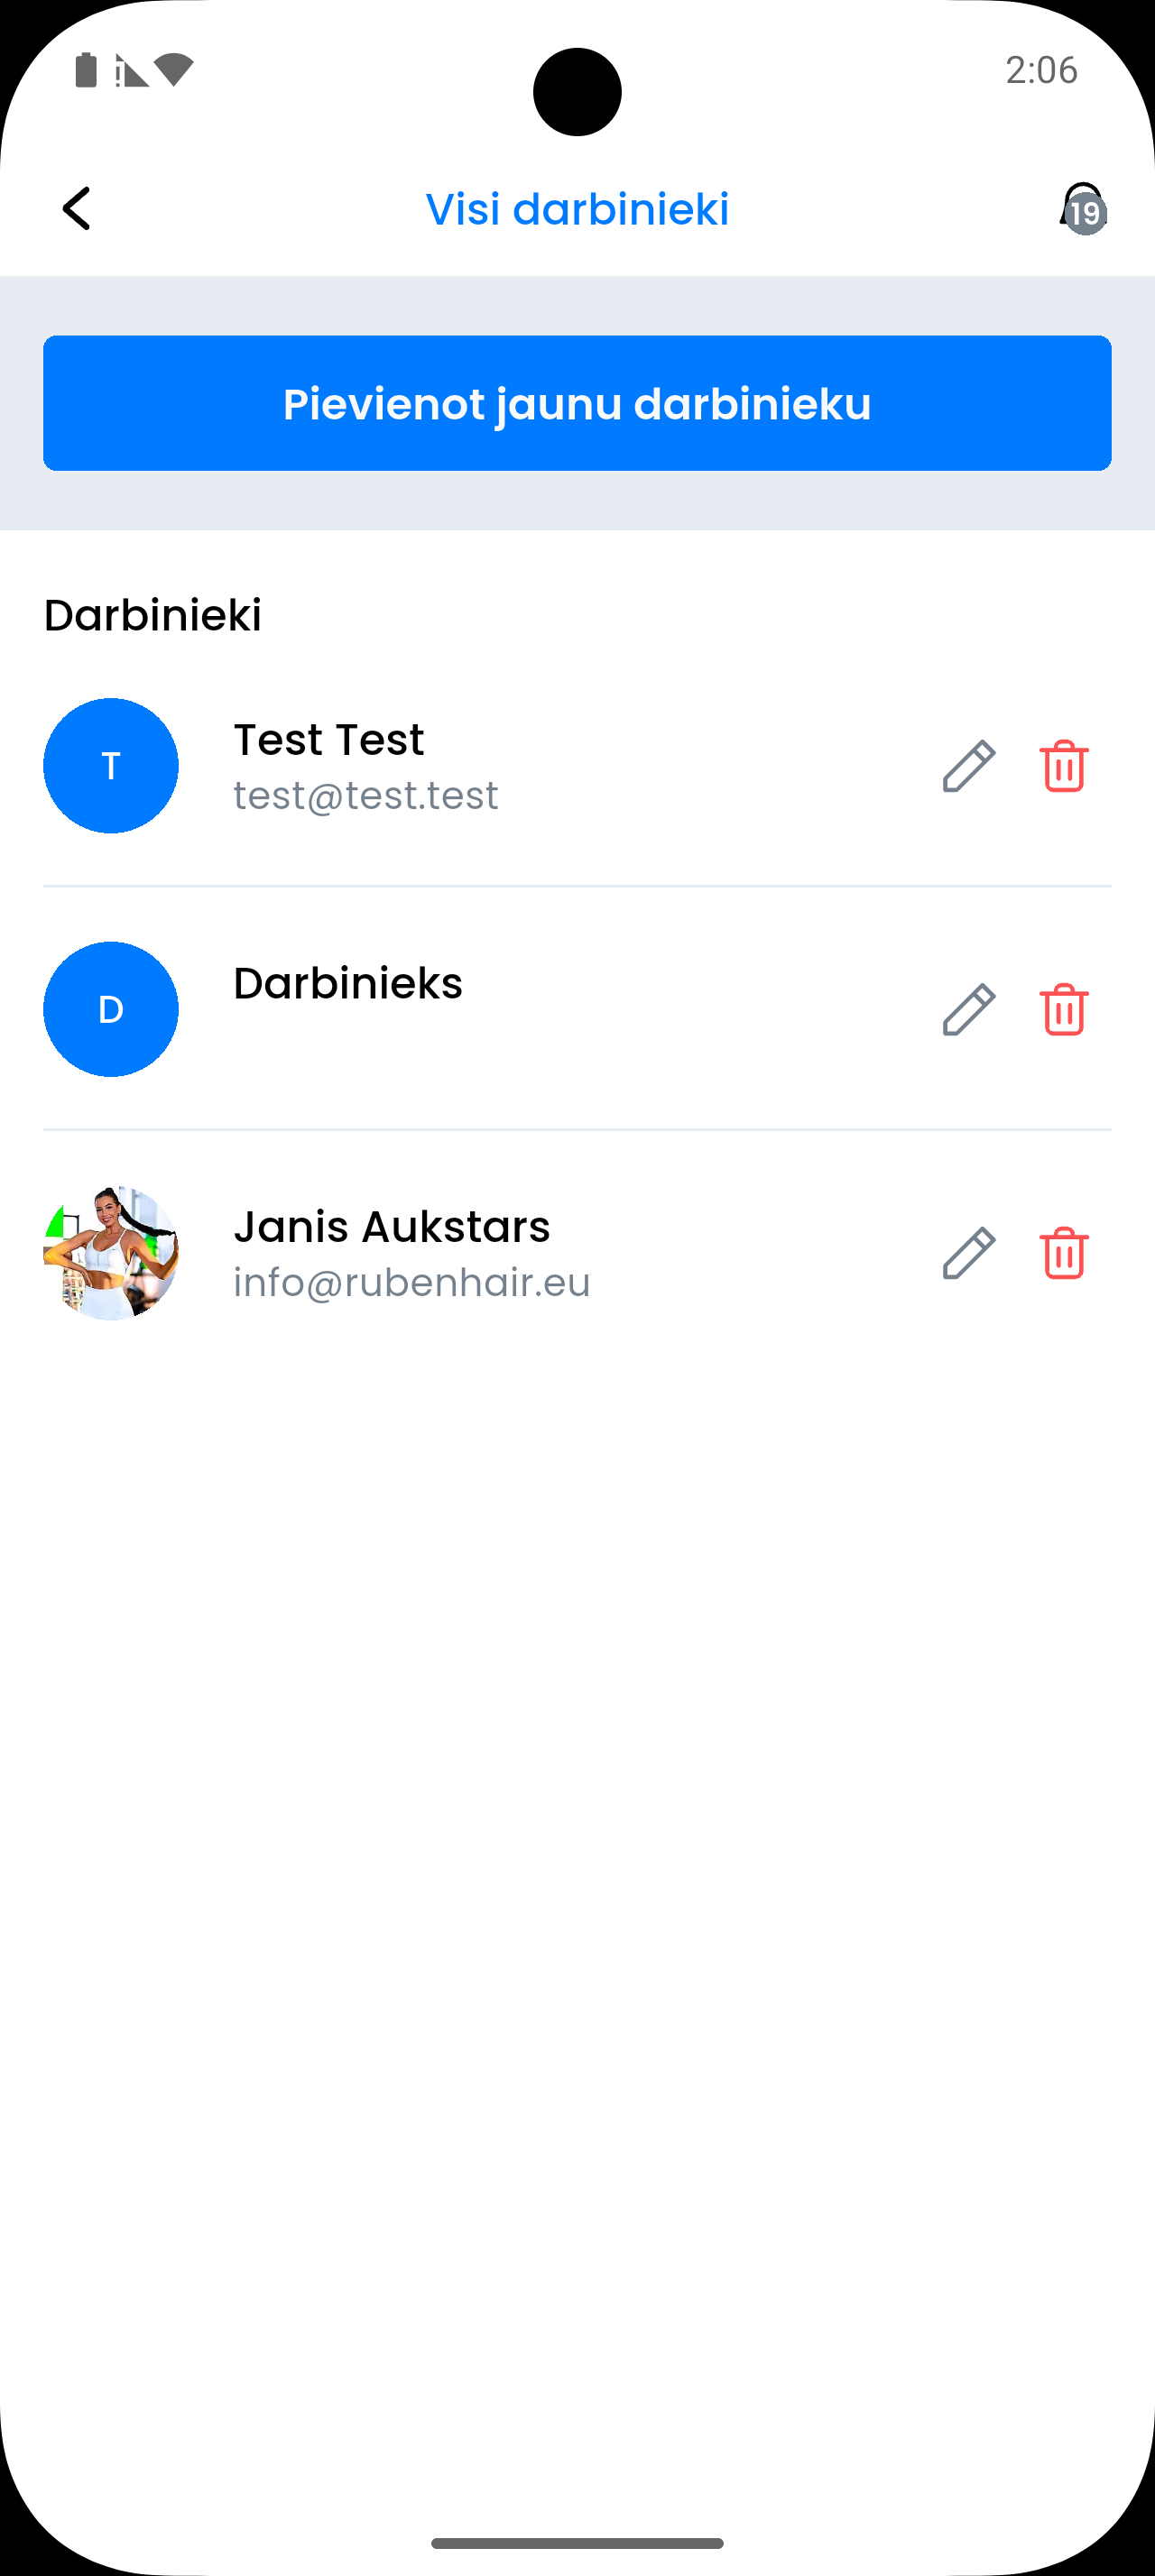 2:06
Visi darbinieki
19
Pievienot jaunu darbinieku
Darbinieki
T
Test Test
test@test.test
D
Darbinieks
Janis Aukstars
info@rubenhair.eu